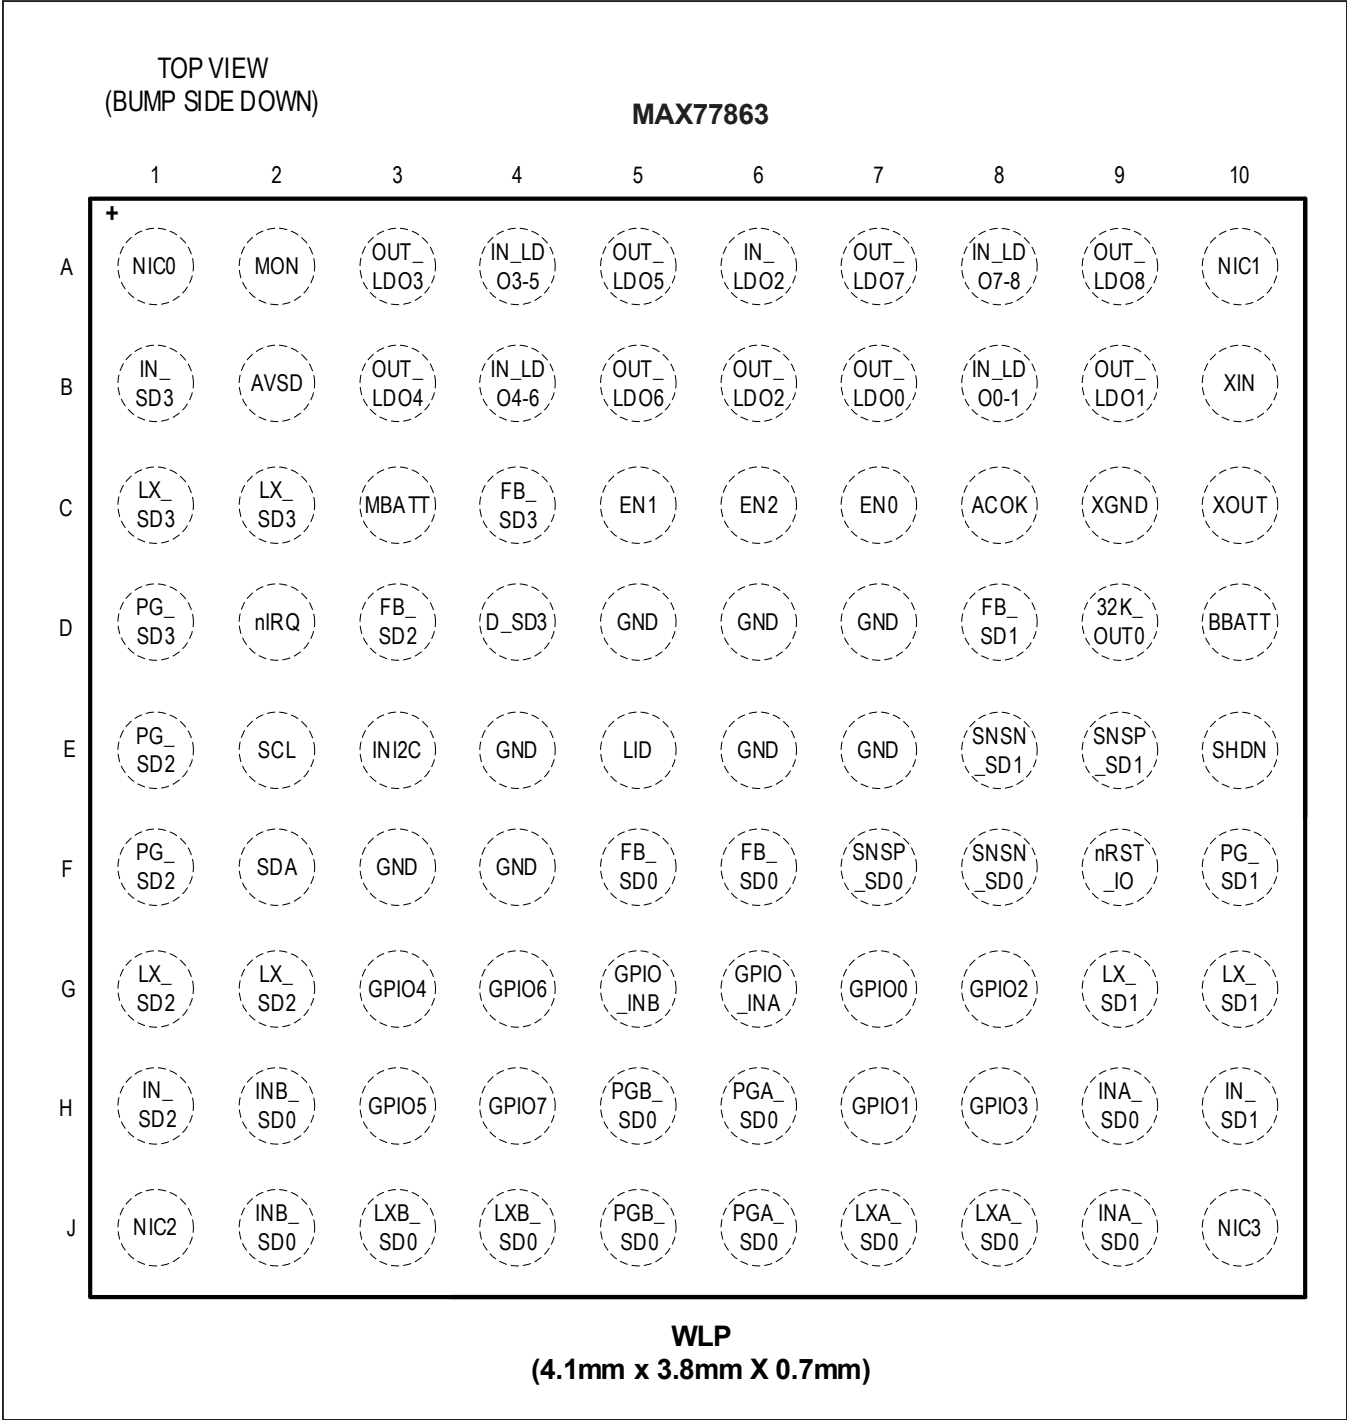 TOP VIEW
(BUMP SIDE DOWN)
MAX77863
1 2 3 4 5 6 7 8 9 10
+
A NIC0 MON OUT_ IN_LD OUT_ IN_ OUT_ IN_LD OUT_ NIC1
LDO3 O3-5 LDO5 LDO2 LDO7 O7-8 LDO8
B IN_ AVSD OUT_ IN_LD OUT_ OUT_ OUT_ IN_LD OUT_ XIN
SD3 LDO4 O4-6 LDO6 LDO2 LDO0 O0-1 LDO1
C LX_ LX_ MBATT FB_ EN1 EN2 EN0 ACOK XGND XOUT
SD3 SD3 SD3
D PG_ nIRQ FB_ D_SD3 GND GND GND FB_ 32K_ BBATT
SD3 SD2 SD1 OUT0
E PG_ SCL INI2C GND LID GND GND SNSN SNSP SHDN
SD2 _SD1 _SD1
F PG_ SDA GND GND FB_ FB_ SNSP SNSN nRST PG_
SD2 SD0 SD0 _SD0 _SD0 _IO SD1
G LX_ LX_ GPIO4 GPIO6 GPIO GPIO GPIO0 GPIO2 LX_ LX_
SD2 SD2 _INB _INA SD1 SD1
H IN_ INB_ GPIO5 GPIO7 PGB_ PGA_ GPIO1 GPIO3 INA_ IN_
SD2 SD0 SD0 SD0 SD0 SD1
J NIC2 INB_ LXB_ LXB_ PGB_ PGA_ LXA_ LXA_ INA_ NIC3
SD0 SD0 SD0 SD0 SD0 SD0 SD0 SD0
WLP
(4.1mm x 3.8mm X 0.7mm)